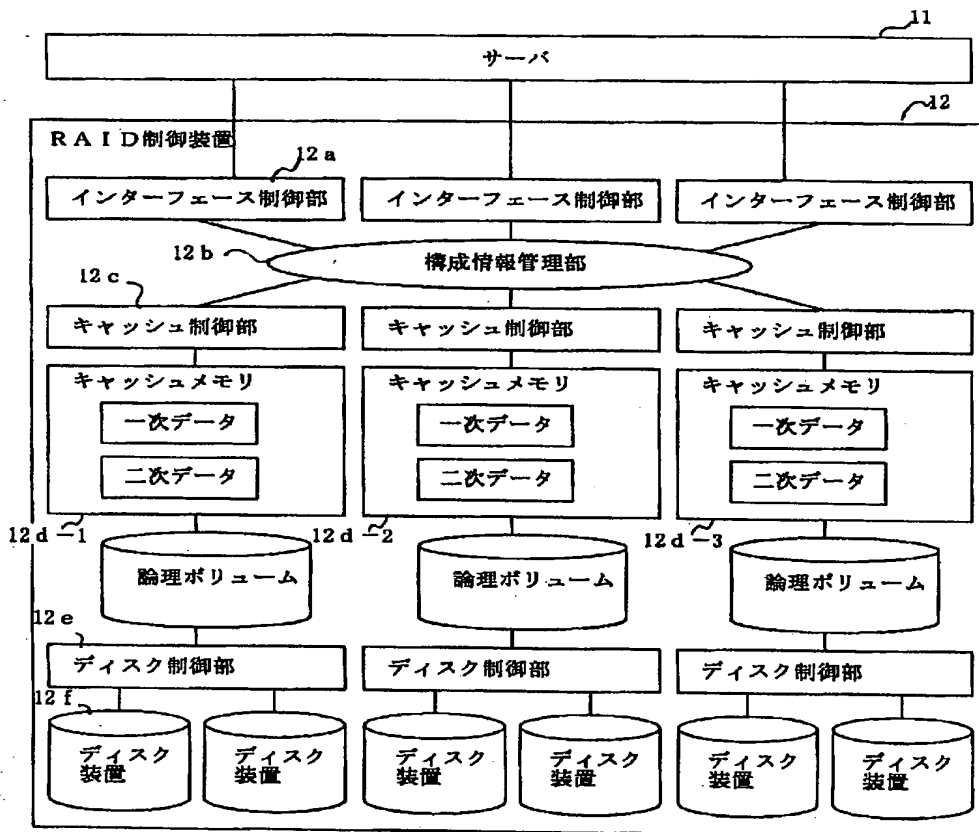 11
サーバ
12
RAID制御装置
12a
インターフェース制御部
インターフェース制御部
インターフェース制御部
12b
構成情報管理部
12c
キャッシュ制御部
キャッシュ制御部
キャッシュ制御部
キャッシュメモリ
キャッシュメモリ
キャッシュメモリ
一次データ
一次データ
一次データ
二次データ
二次データ
二次データ
12d-1
12d-2
12d-3
論理ボリューム
論理ボリューム
論理ボリューム
12e
ディスク制御部
ディスク制御部
ディスク制御部
12f
ディスク
装置
ディスク
装置
ディスク
装置
ディスク
装置
ディスク
装置
ディスク
装置